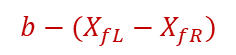 b − (X_{fL} − X_{fR})